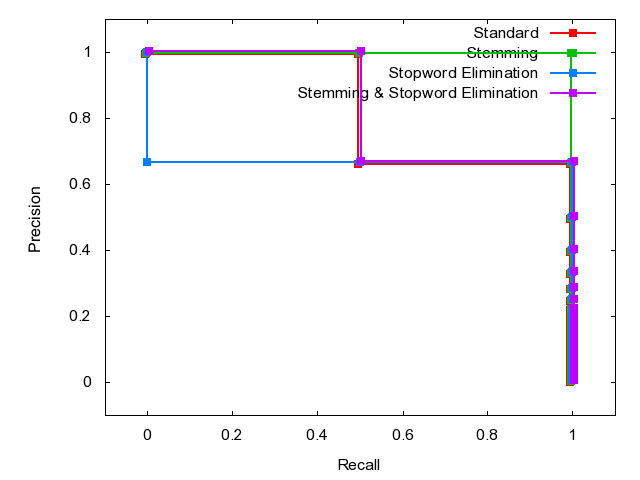 Standard
Stemming
Stopword Elimination
Stemming & Stopword Elimination
1
0.8
0.6
0.4
0.2
0
Precision
0 0.2 0.4 0.6 0.8 1
Recall